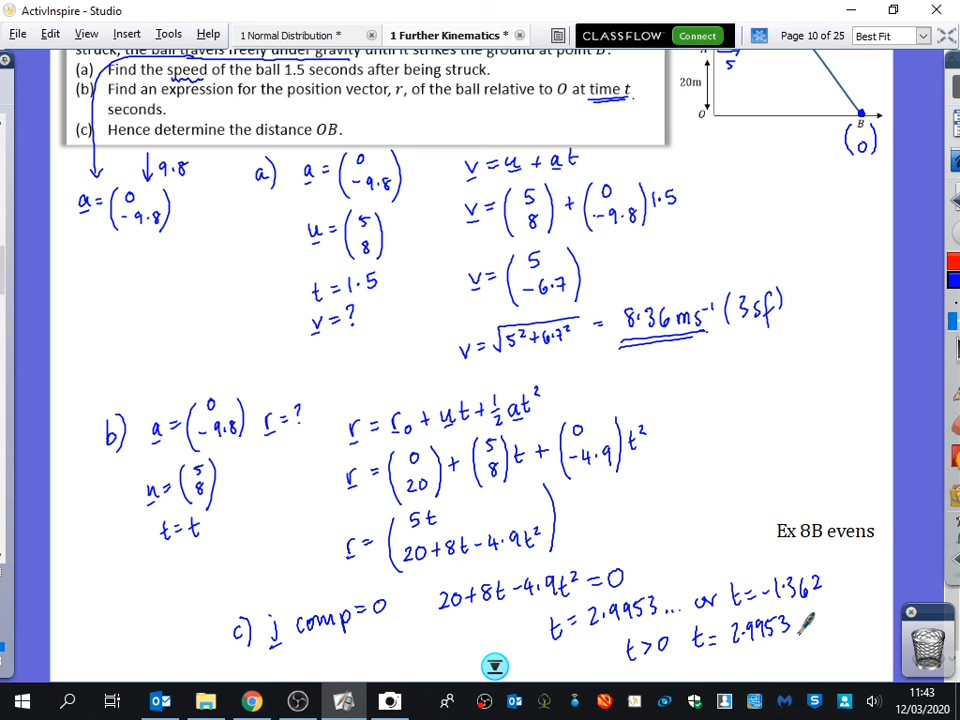 ActivInspire - Studio
File Edit View Insert Tools Help
1 Normal Distribution * 1 Further Kinematics * CLASSFLOW Connect Page 10 of 25 Best Fit
struck, the ball travels freely under gravity until it strikes the ground at point B.
(a) Find the speed of the ball 1.5 seconds after being struck.
(b) Find an expression for the position vector, r, of the ball relative to O at time t
seconds.
(c) Hence determine the distance OB.
A
5
20m
O
B
( 0)
9.8
a = (0 -9.8)
a) a = (0 -9.8)
u = (5 8)
t = 1.5
v = ?
v = u + at
v = (5 8) + (0 -9.8) 1.5
v = (5 -6.7)
v = √5²+6.7² = 8.36 ms⁻¹ (3sf)
b) a = (0 -9.8) r = ?
u = (5 8)
t = t
r = r₀ + ut + ½at²
r = (0 20) + (5 8)t + (0 -4.9)t²
r = (5t 20+8t-4.9t²)
Ex 8B evens
c) j comp = 0
20+8t-4.9t² = 0
t = 2.9953... or t = -1.362
t>0 t = 2.9953
11:43
12/03/2020